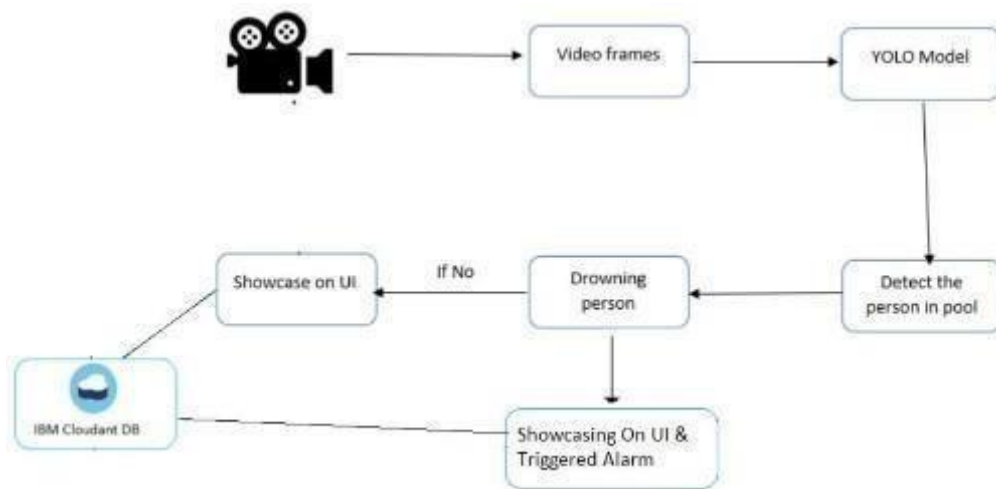 Video frames
YOLO Model
Detect the
person in pool
Drowning
person
If No
Showcase on UI
IBM Cloudant DB
Showcasing On UI &
Triggered Alarm